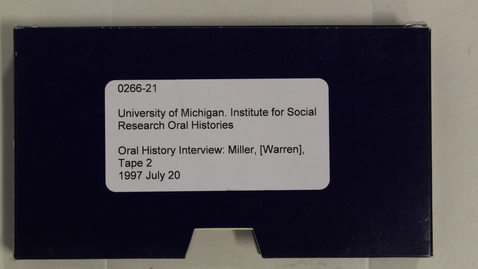 0266-21
University of Michigan. Institute for Social
Research Oral Histories
Oral History Interview: Miller, [Warren],
Tape 2
1997 July 20